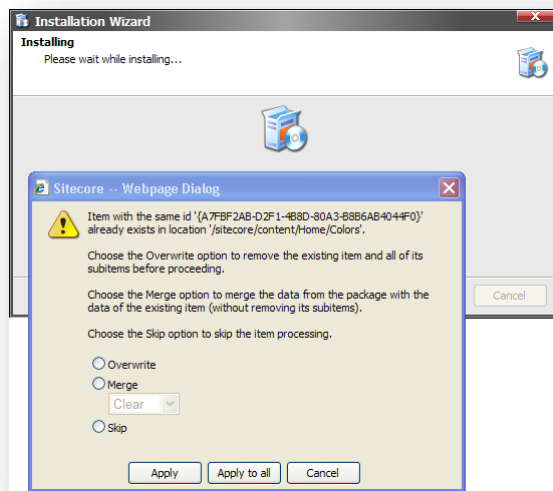 Installation Wizard
Installing
Please wait while installing...
Sitecore -- Webpage Dialog
Item with the same id '{A7FBF2AB-D2F1-4B8D-80A3-B8B6AB4044F0}'
already exists in location '/sitecore/content/Home/Colors'.
Choose the Overwrite option to remove the existing item and all of its
subitems before proceeding.
Choose the Merge option to merge the data from the package with the
data of the existing item (without removing its subitems).
Choose the Skip option to skip the item processing.
Overwrite
Merge
Clear
Skip
Apply
Apply to all
Cancel
Cancel